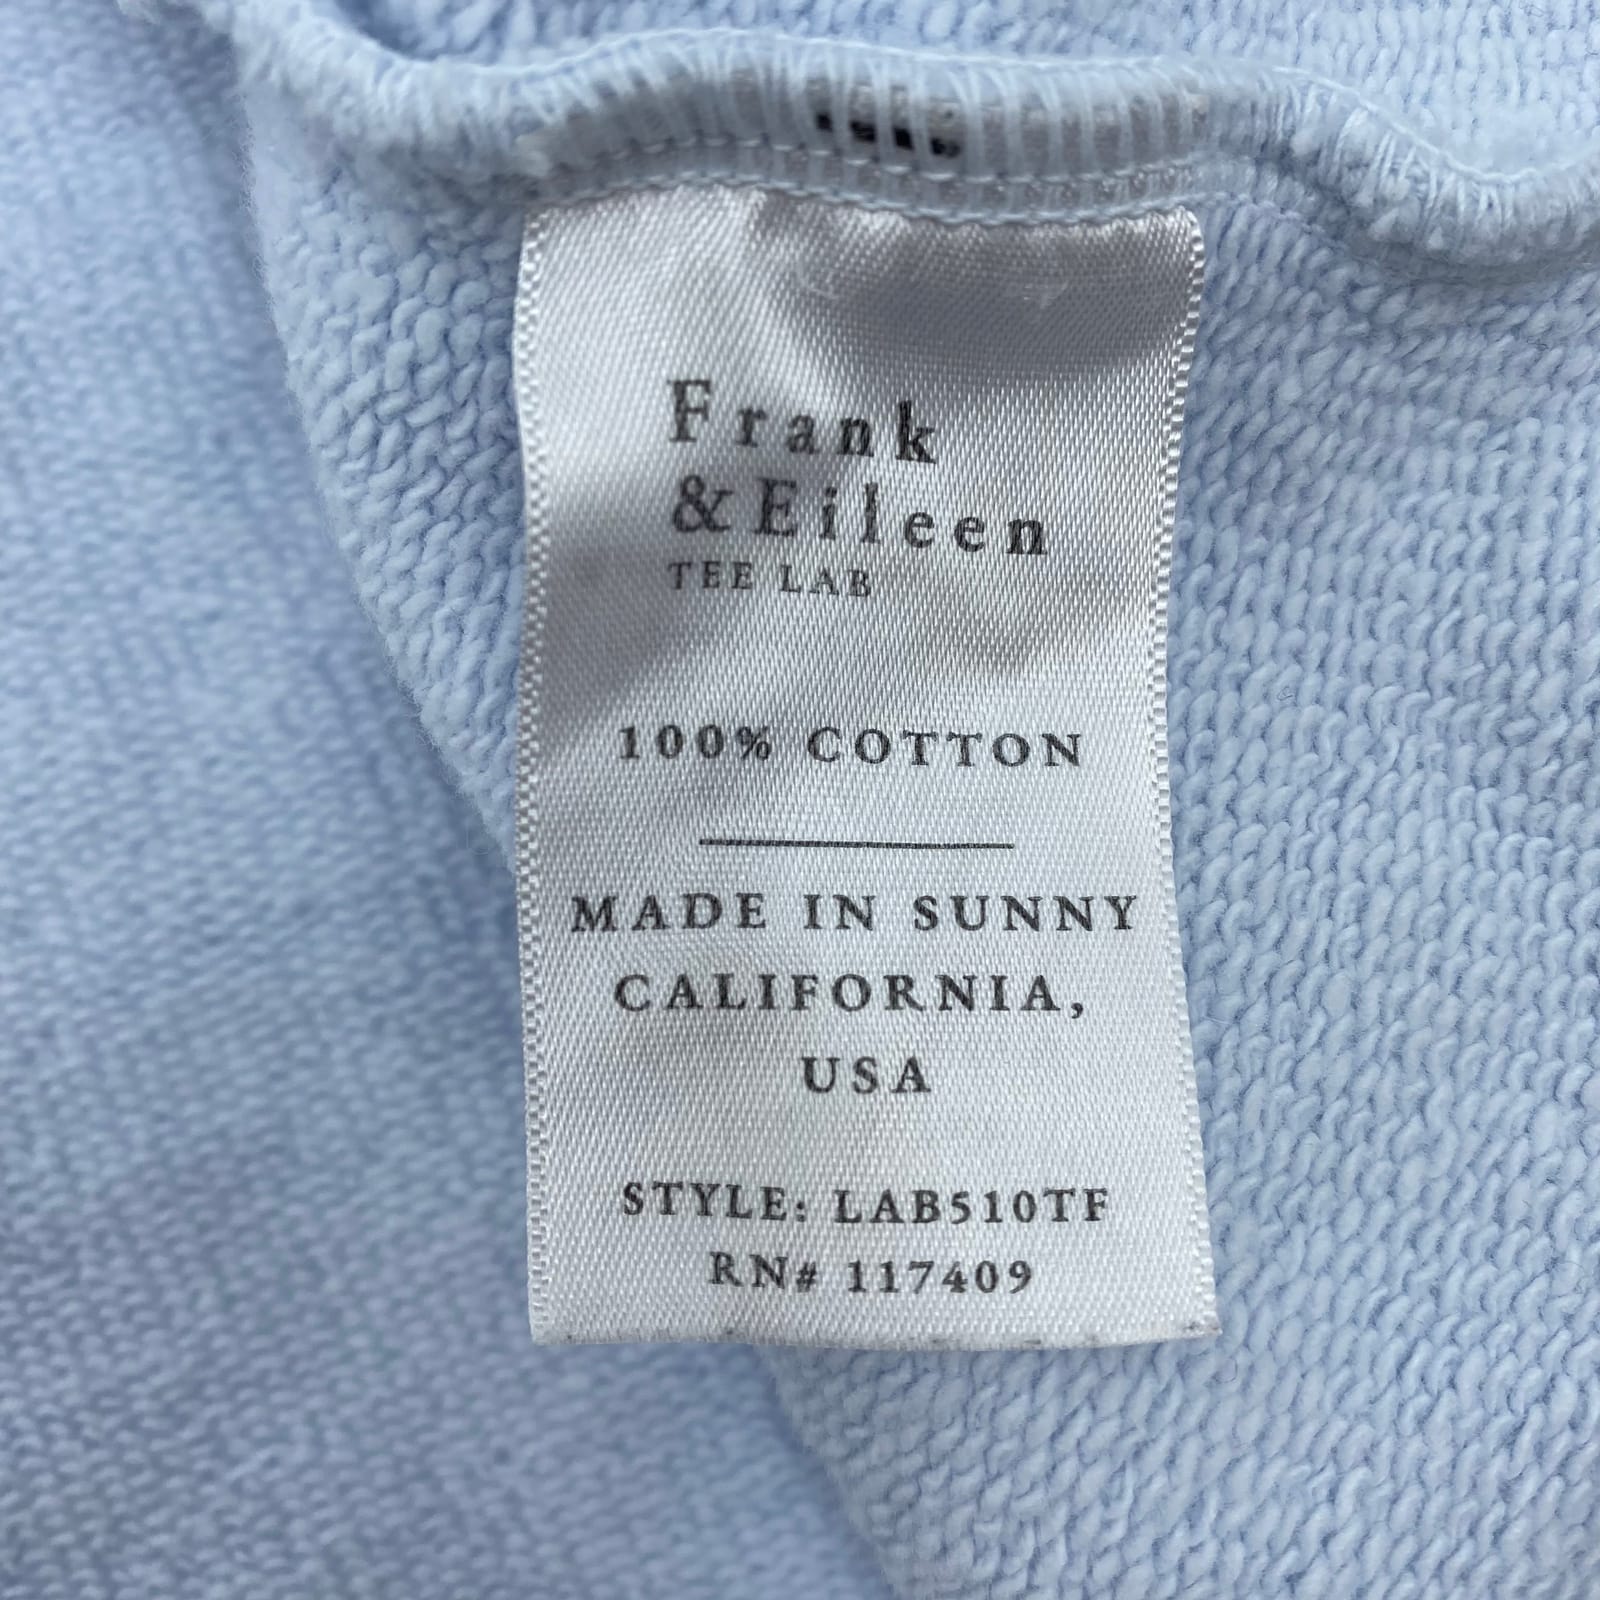 Frank
&Eileen
TEE LAB
100% COTTON
MADE IN SUNNY
CALIFORNIA,
USA
STYLE: LAB510TF
RN# 117409